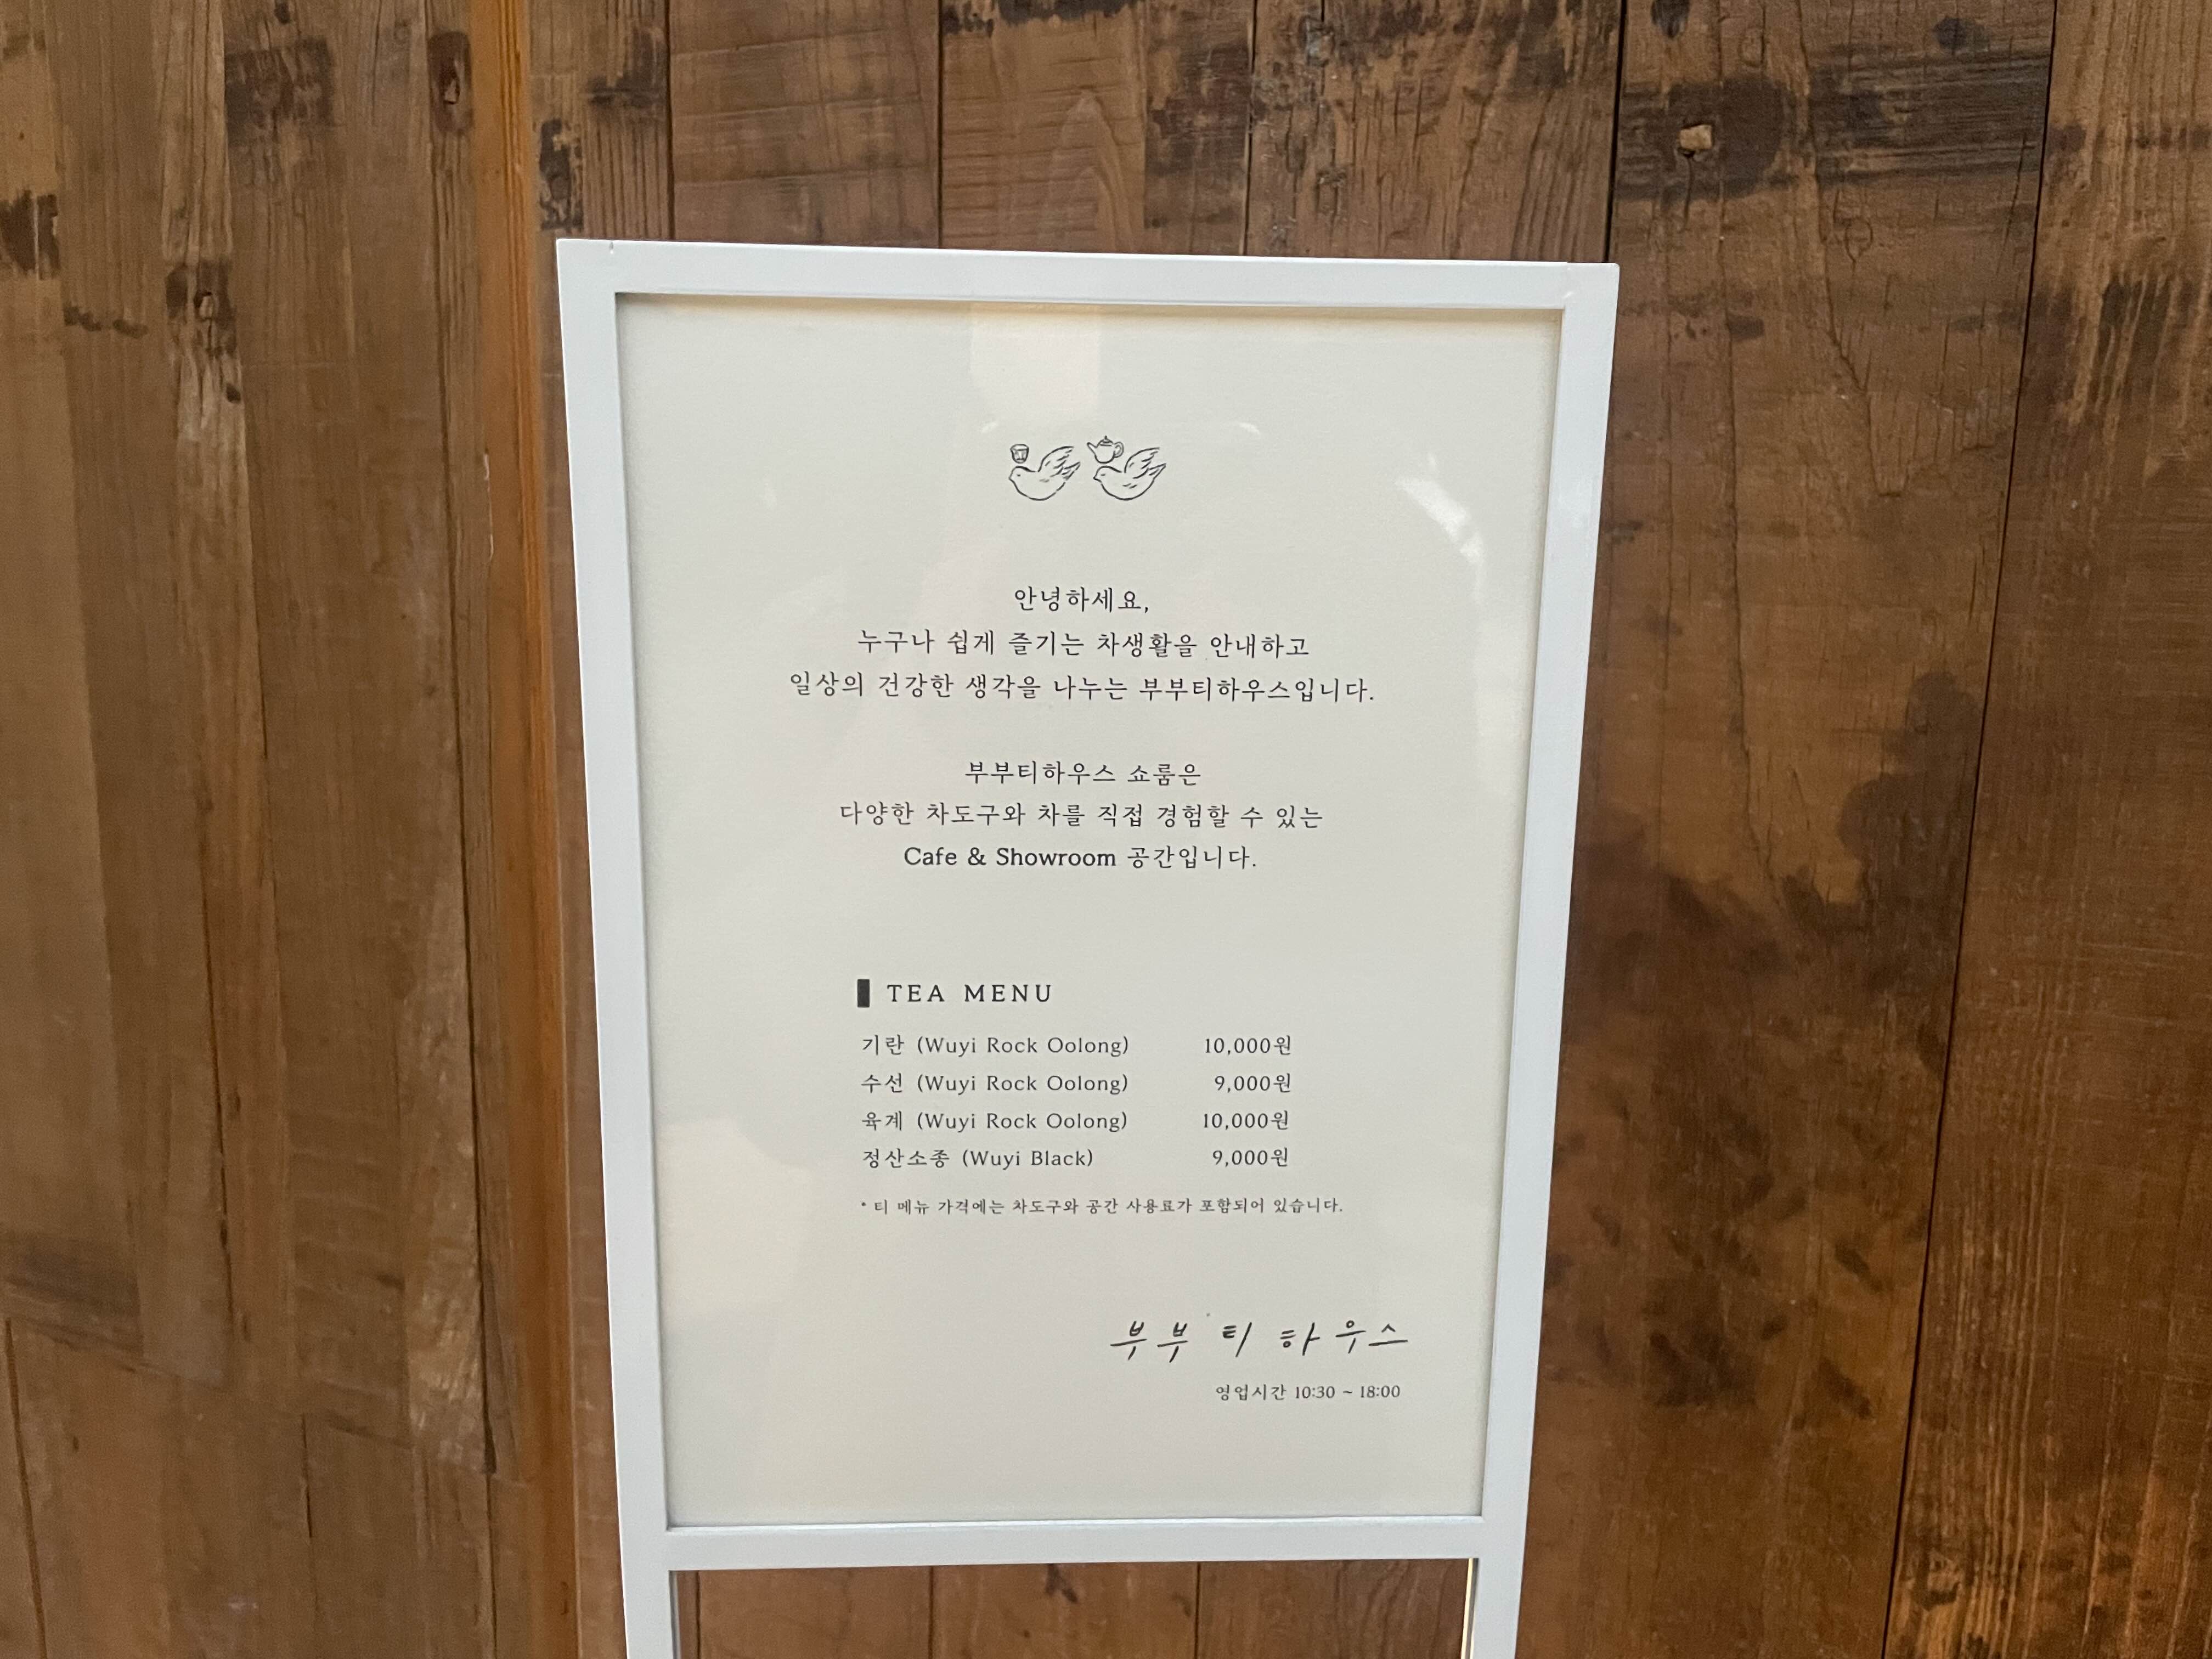 안녕하세요,
누구나 쉽게 즐기는 차생활을 안내하고
일상의 건강한 생각을 나누는 부부티하우스입니다.
부부티하우스 쇼룸은
다양한 차도구와 차를 직접 경험할 수 있는
Cafe & Showroom 공간입니다.
TEA MENU
기란 (Wuyi Rock Oolong) 10,000원
수선 (Wuyi Rock Oolong) 9,000원
육계 (Wuyi Rock Oolong) 10,000원
정산소종 (Wuyi Black) 9,000원
* 티 메뉴 가격에는 차도구와 공간 사용료가 포함되어 있습니다.
부부 티 하우스
영업시간 10:30 ~ 18:00